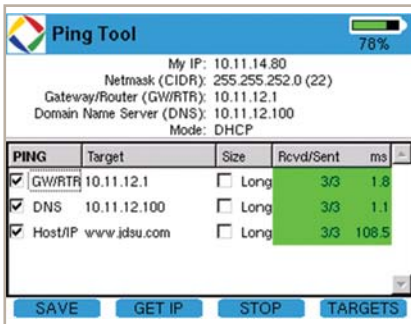 Ping Tool
78%
My IP: 10.11.14.80
Netmask (CIDR): 255.255.252.0 (22)
Gateway/Router (GW/RTR): 10.11.12.1
Domain Name Server (DNS): 10.11.12.100
Mode: DHCP
PING Target Size Rcvd/Sent ms
GW/RTR 10.11.12.1 Long 3/3 1.8
DNS 10.11.12.100 Long 3/3 1.1
Host/IP www.jdsu.com Long 3/3 108.5
SAVE GET IP STOP TARGETS